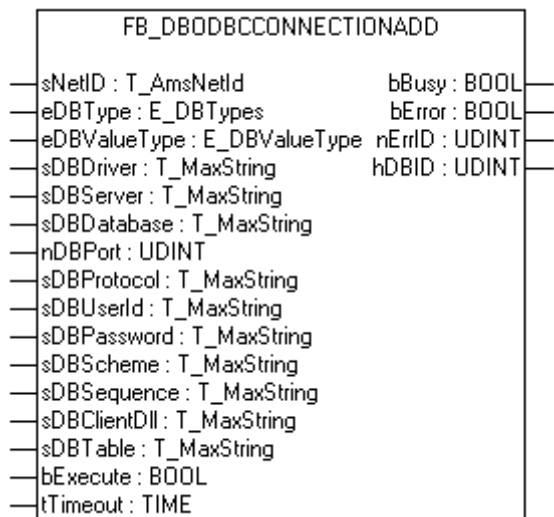 FB_DBODBCCONNECTIONADD
sNetID : T_AmsNetId bBusy : BOOL
eDBType : E_DBTypes bError : BOOL
eDBValueType : E_DBValueType nErrID : UDINT
sDBDriver : T_MaxString hDBID : UDINT
sDBServer : T_MaxString
sDBDatabase : T_MaxString
nDBPort : UDINT
sDBProtocol : T_MaxString
sDBUserId : T_MaxString
sDBPassword : T_MaxString
sDBScheme : T_MaxString
sDBSequence : T_MaxString
sDBClientDll : T_MaxString
sDBTable : T_MaxString
bExecute : BOOL
tTimeout : TIME